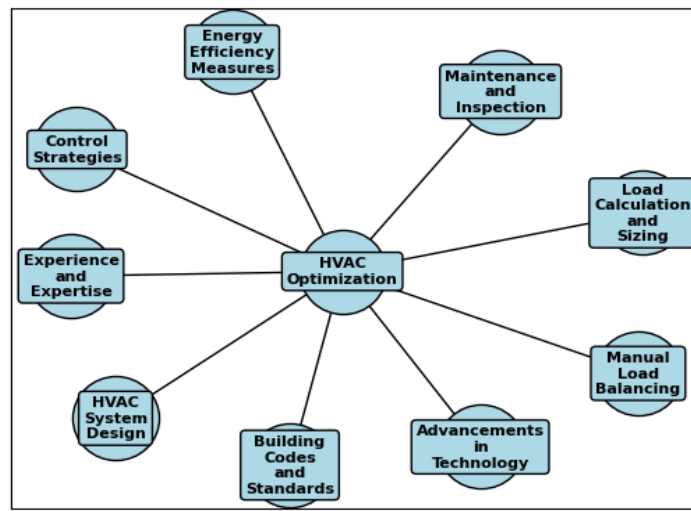 Energy
Efficiency
Measures
Maintenance
and
Inspection
Control
Strategies
Load
Calculation
and
Sizing
Experience
and
Expertise
HVAC
Optimization
Manual
Load
Balancing
HVAC
System
Design
Advancements
in
Technology
Building
Codes
and
Standards